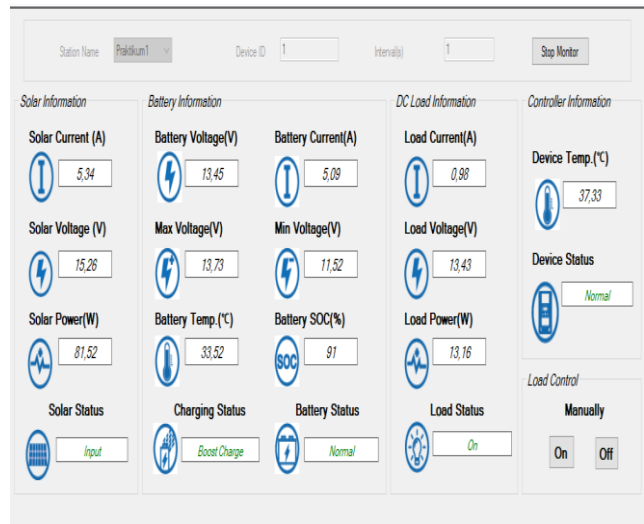 Station Name Praktikum1 Device ID 1 Interval(s) 1 Stop Monitor
Solar Information Battery Information DC Load Information Controller Information
Solar Current (A) Battery Voltage(V) Battery Current(A) Load Current(A)
5,34 13,45 5,09 0,98
Device Temp.(℃)
37,33
Solar Voltage (V) Max Voltage(V) Min Voltage(V) Load Voltage(V)
15,26 13,73 11,52 13,43
Device Status
Normal
Solar Power(W) Battery Temp.(℃) Battery SOC(%) Load Power(W)
81,52 33,52 SOC 91 13,16
Load Control
Solar Status Charging Status Battery Status Load Status Manually
Input Boost Charge Normal On On Off